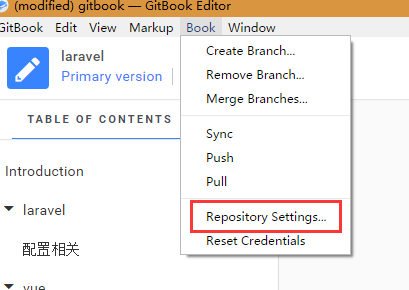 (modified) gitbook — GitBook Editor
File Edit View Markup Book Window
laravel
Primary version
TABLE OF CONTENTS
Introduction
laravel
配置相关
vue
Create Branch...
Remove Branch...
Merge Branches...
Sync
Push
Pull
Repository Settings...
Reset Credentials